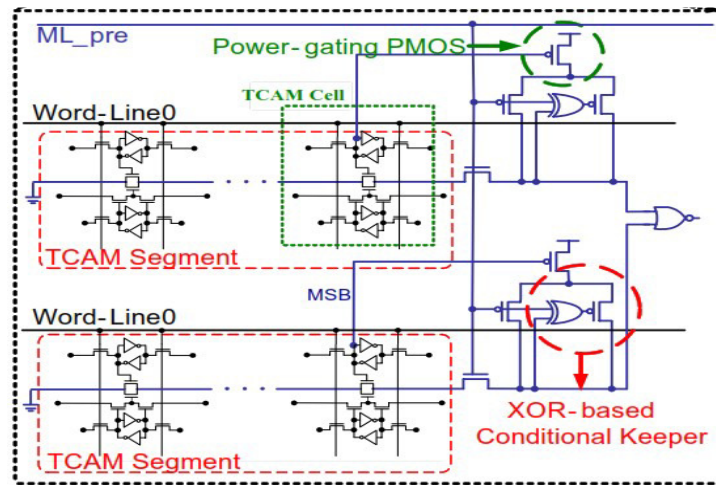 ML_pre
Power-gating PMOS
TCAM Cell
Word-Line0
TCAM Segment
MSB
Word-Line0
XOR-based
Conditional Keeper
TCAM Segment